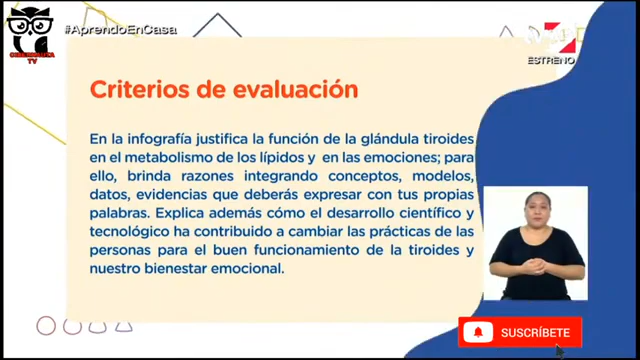 #AprendoEnCasa
TV
ESTRENO
Criterios de evaluación
En la infografía justifica la función de la glándula tiroides
en el metabolismo de los lípidos y en las emociones; para
ello, brinda razones integrando conceptos, modelos,
datos, evidencias que deberás expresar con tus propias
palabras. Explica además cómo el desarrollo científico y
tecnológico ha contribuido a cambiar las prácticas de las
personas para el buen funcionamiento de la tiroides y
nuestro bienestar emocional.
SUSCRÍBETE